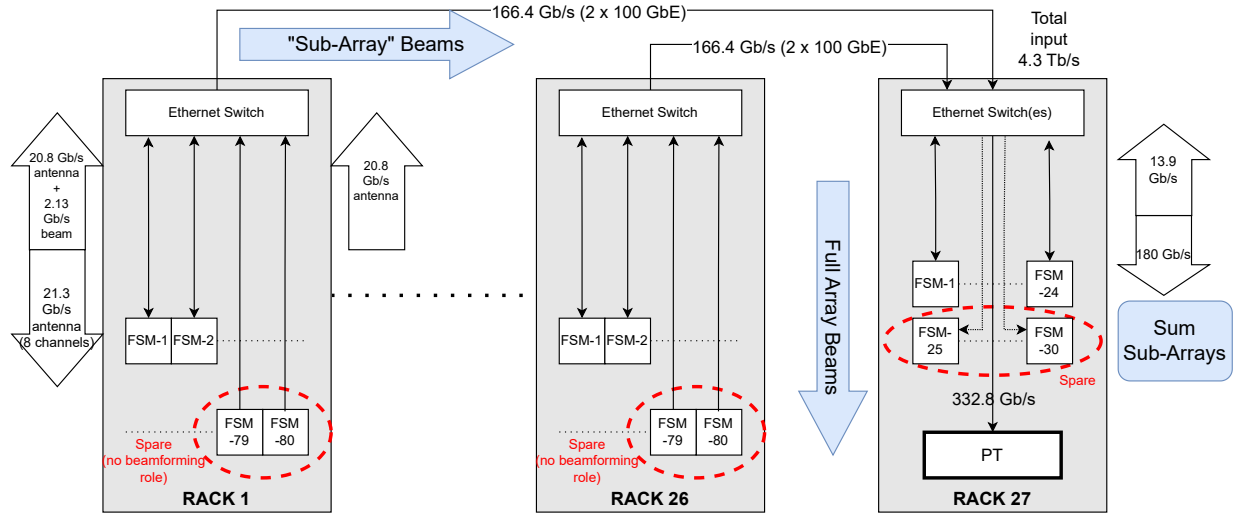 166.4 Gb/s (2 x 100 GbE)
"Sub-Array" Beams
166.4 Gb/s (2 x 100 GbE)
Total
input
4.3 Tb/s
Ethernet Switch
20.8 Gb/s
antenna
+
2.13
Gb/s
beam
21.3
Gb/s
antenna
(8 channels)
20.8
Gb/s
antenna
FSM-1
FSM-2
FSM
-79
FSM
-80
Spare
(no beamforming
role)
RACK 1
Ethernet Switch
FSM-1
FSM-2
FSM
-79
FSM
-80
Spare
(no beamforming
role)
RACK 26
Full Array Beams
Ethernet Switch(es)
FSM-1
FSM
-24
FSM-
25
FSM
-30
Spare
332.8 Gb/s
PT
RACK 27
13.9
Gb/s
180 Gb/s
Sum
Sub-Arrays